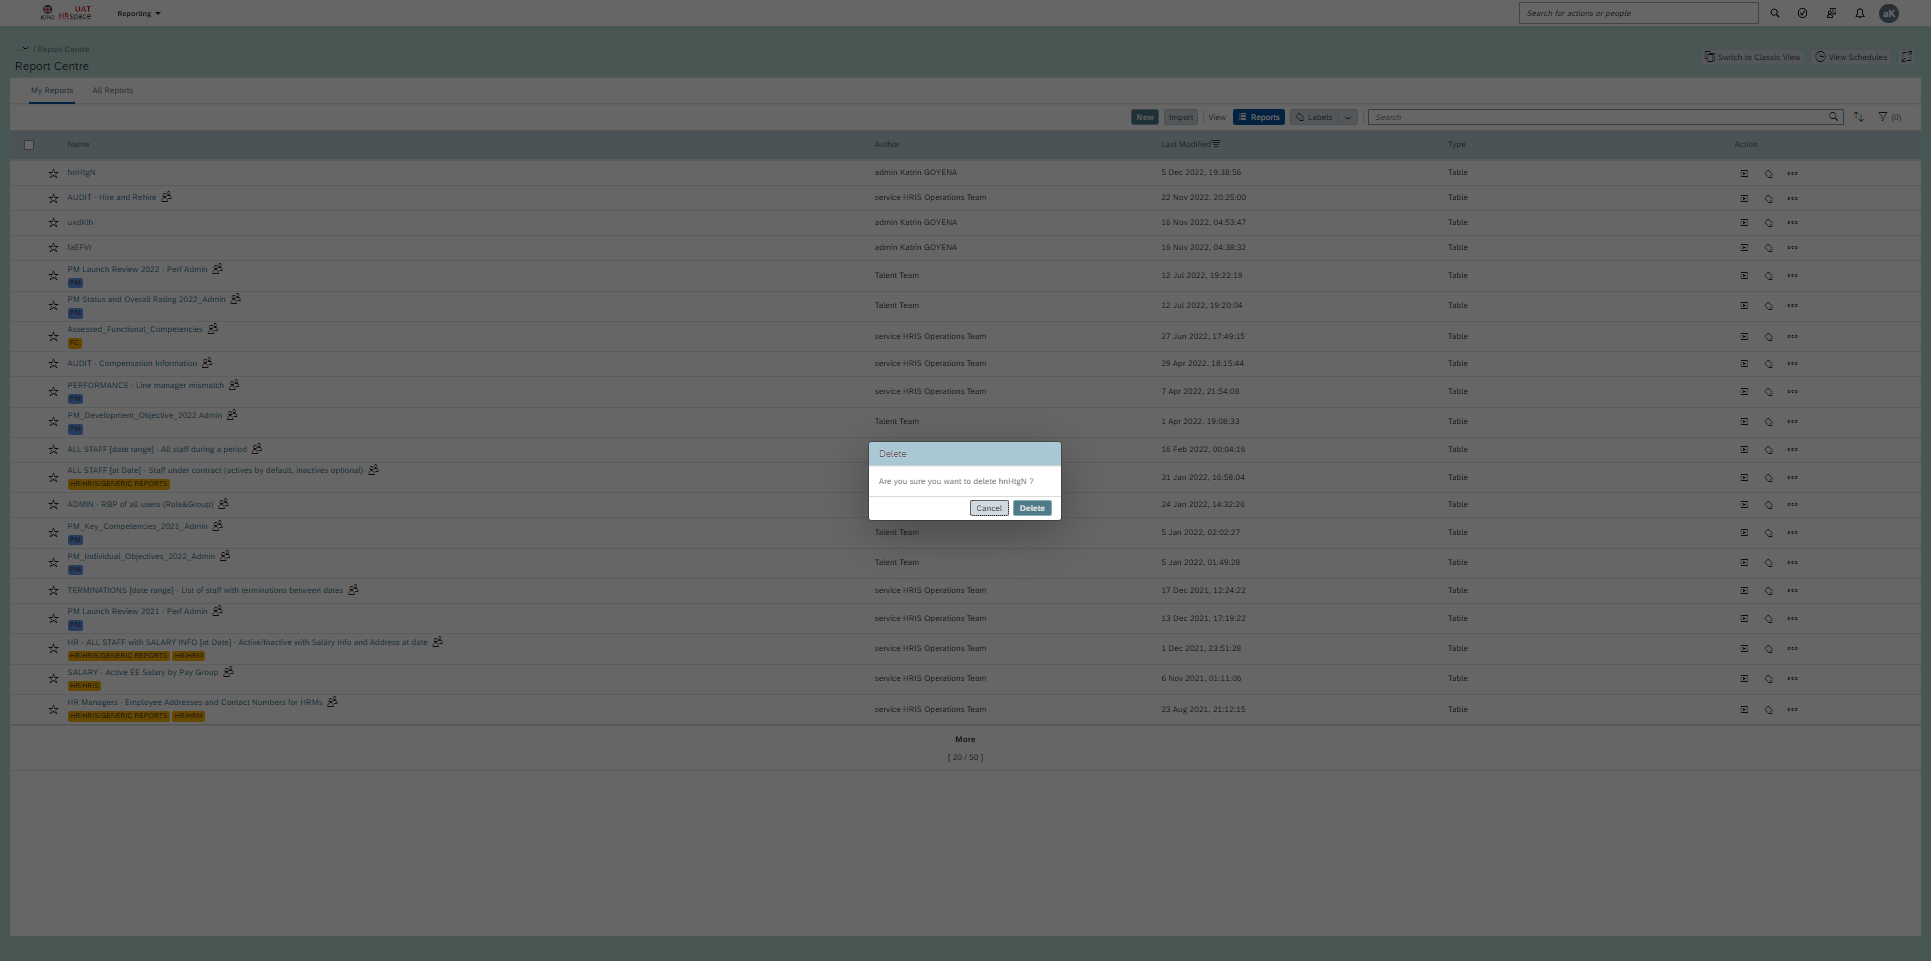 UAT
ICRC HRspace
Reporting
Search for actions or people
aK
... / Report Centre
Report Centre
Switch to Classic View
View Schedules
My Reports
All Reports
New
Import
View
Reports
Labels
Search
(0)
Name Author Last Modified Type Action
hnHtgN admin Katrin GOYENA 5 Dec 2022, 19:38:56 Table
AUDIT - Hire and Rehire service HRIS Operations Team 22 Nov 2022, 20:25:00 Table
uxdKlh admin Katrin GOYENA 16 Nov 2022, 04:53:47 Table
faEFVr admin Katrin GOYENA 16 Nov 2022, 04:38:32 Table
PM Launch Review 2022 - Perf Admin Talent Team 12 Jul 2022, 19:22:19 Table
PM
PM Status and Overall Rating 2022_Admin Talent Team 12 Jul 2022, 19:20:04 Table
PM
Assessed_Functional_Competencies service HRIS Operations Team 27 Jun 2022, 17:49:15 Table
FC
AUDIT - Compensation Information service HRIS Operations Team 29 Apr 2022, 18:15:44 Table
PERFORMANCE - Line manager mismatch service HRIS Operations Team 7 Apr 2022, 21:54:08 Table
PM
PM_Development_Objective_2022 Admin Talent Team 1 Apr 2022, 19:08:33 Table
PM
ALL STAFF [date range] - All staff during a period 16 Feb 2022, 00:04:16 Table
ALL STAFF [at Date] - Staff under contract (actives by default, inactives optional) 31 Jan 2022, 16:58:04 Table
HR/HRIS/GENERIC REPORTS
ADMIN - RBP of all users (Role&Group) 24 Jan 2022, 14:32:26 Table
PM_Key_Competencies_2021_Admin Talent Team 5 Jan 2022, 02:02:27 Table
PM
PM_Individual_Objectives_2022_Admin Talent Team 5 Jan 2022, 01:49:28 Table
PM
TERMINATIONS [date range] - List of staff with terminations between dates service HRIS Operations Team 17 Dec 2021, 12:24:22 Table
PM Launch Review 2021 - Perf Admin service HRIS Operations Team 13 Dec 2021, 17:19:22 Table
PM
HR - ALL STAFF with SALARY INFO [at Date] - Active/Inactive with Salary Info and Address at date service HRIS Operations Team 1 Dec 2021, 23:51:28 Table
HR/HRIS/GENERIC REPORTS HR/HRM
SALARY - Active EE Salary by Pay Group service HRIS Operations Team 6 Nov 2021, 01:11:06 Table
HR/HRIS
HR Managers - Employee Addresses and Contact Numbers for HRMs service HRIS Operations Team 23 Aug 2021, 21:12:15 Table
HR/HRIS/GENERIC REPORTS HR/HRM
More
[ 20 / 50 ]
Delete
Are you sure you want to delete hnHtgN ?
Cancel
Delete